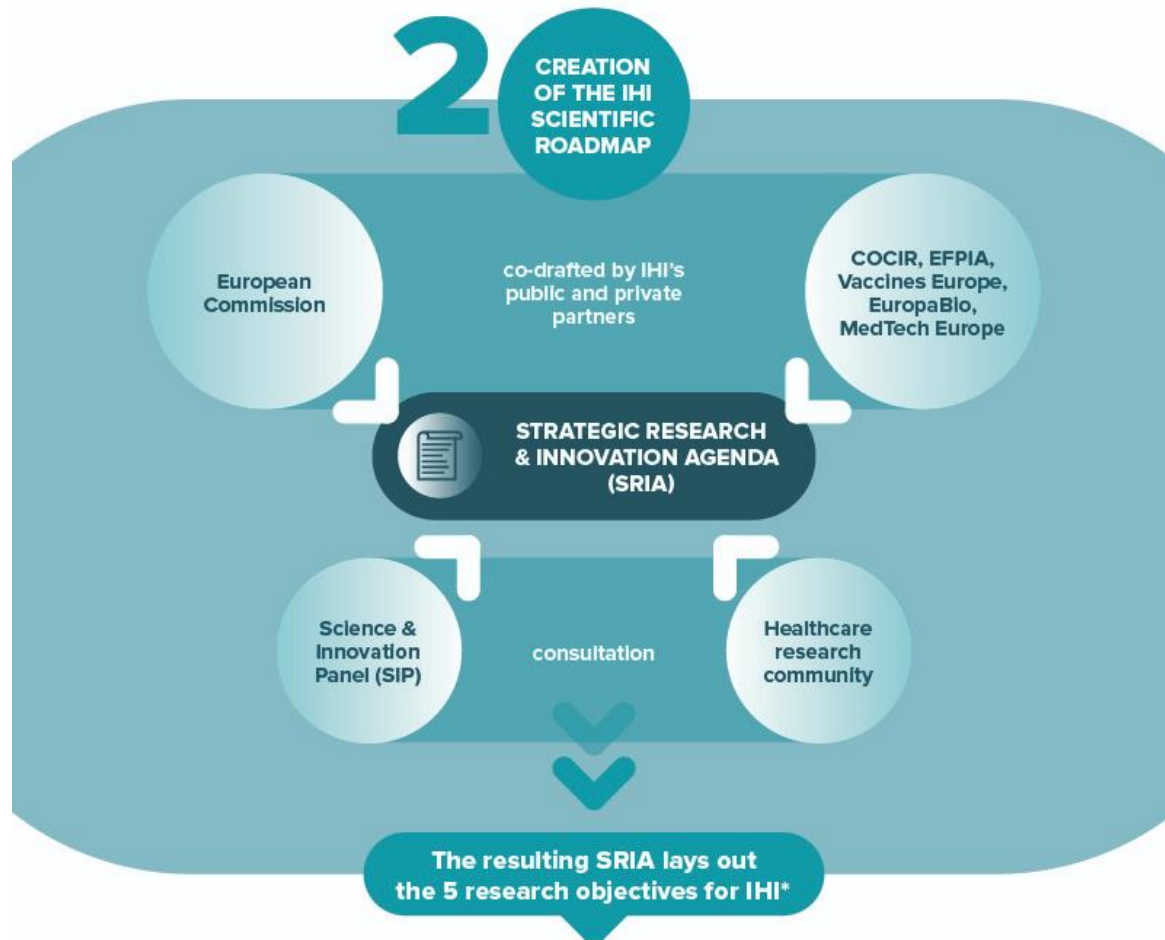 2
CREATION
OF THE IHI
SCIENTIFIC
ROADMAP
European
Commission
co-drafted by IHI's
public and private
partners
COCIR, EFPIA,
Vaccines Europe,
EuropaBio,
MedTech Europe
STRATEGIC RESEARCH
& INNOVATION AGENDA
(SRIA)
Science &
Innovation
Panel (SIP)
consultation
Healthcare
research
community
The resulting SRIA lays out
the 5 research objectives for IHI*